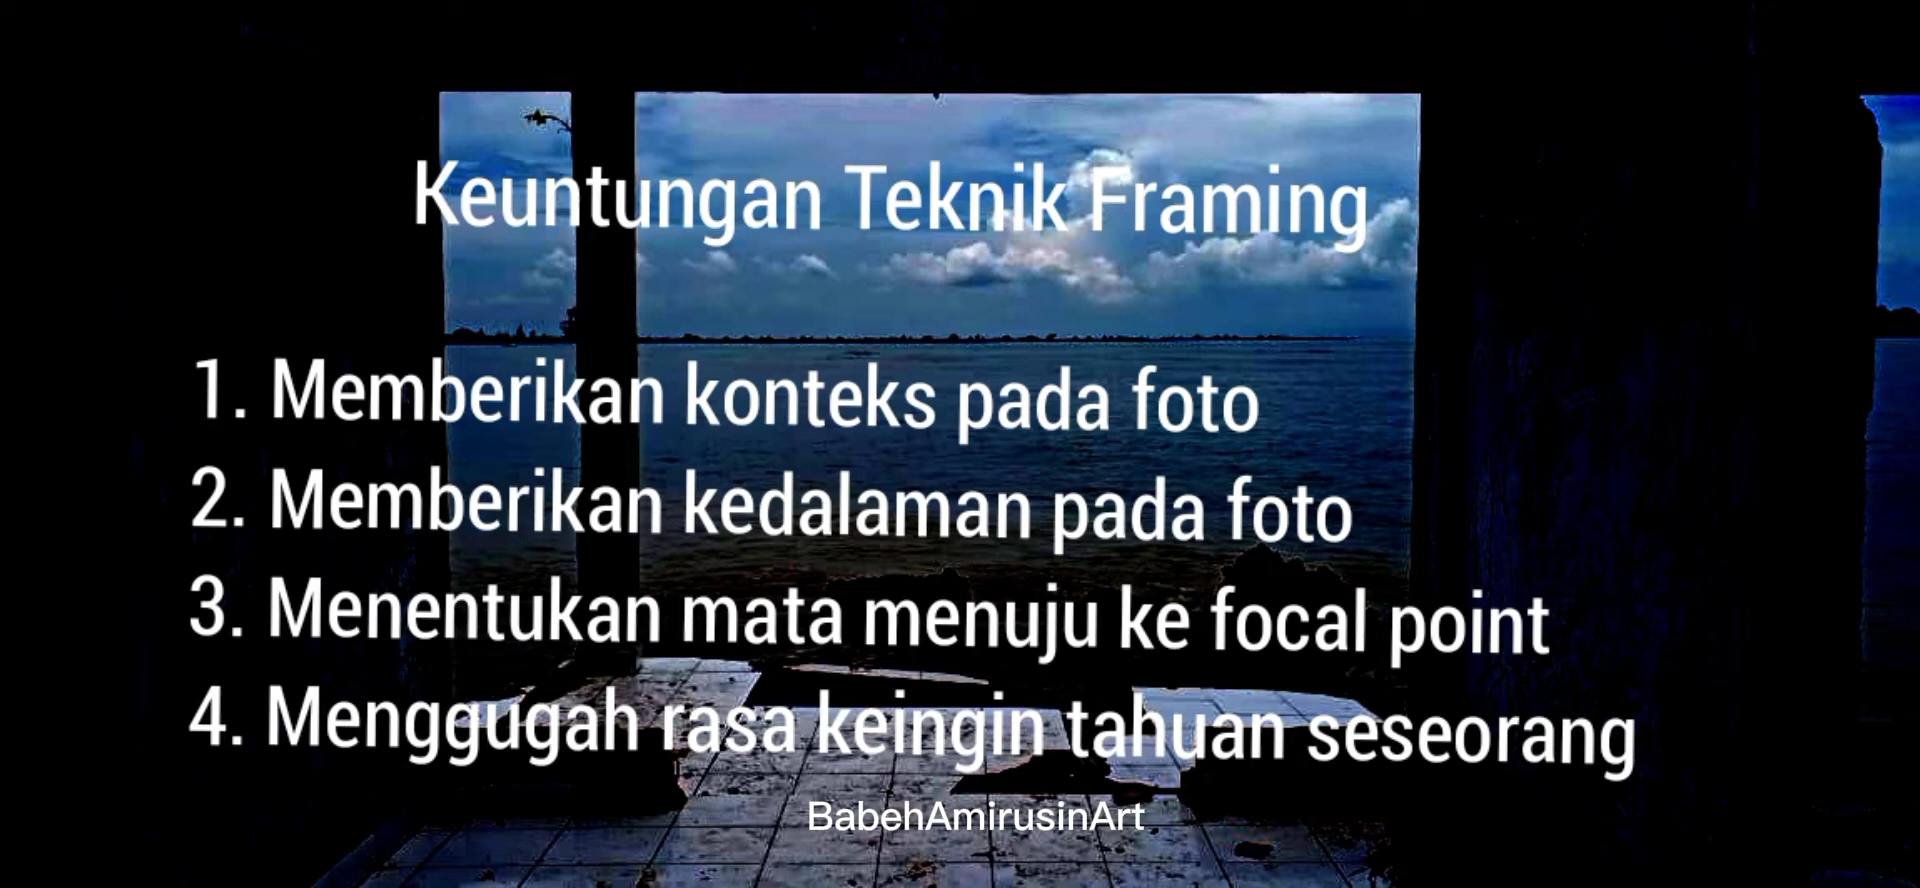 Keuntungan Teknik Framing
1. Memberikan konteks pada foto
2. Memberikan kedalaman pada foto
3. Menentukan mata menuju ke focal point
4. Menggugah rasa keingin tahuan seseorang
BabehAmirusinArt